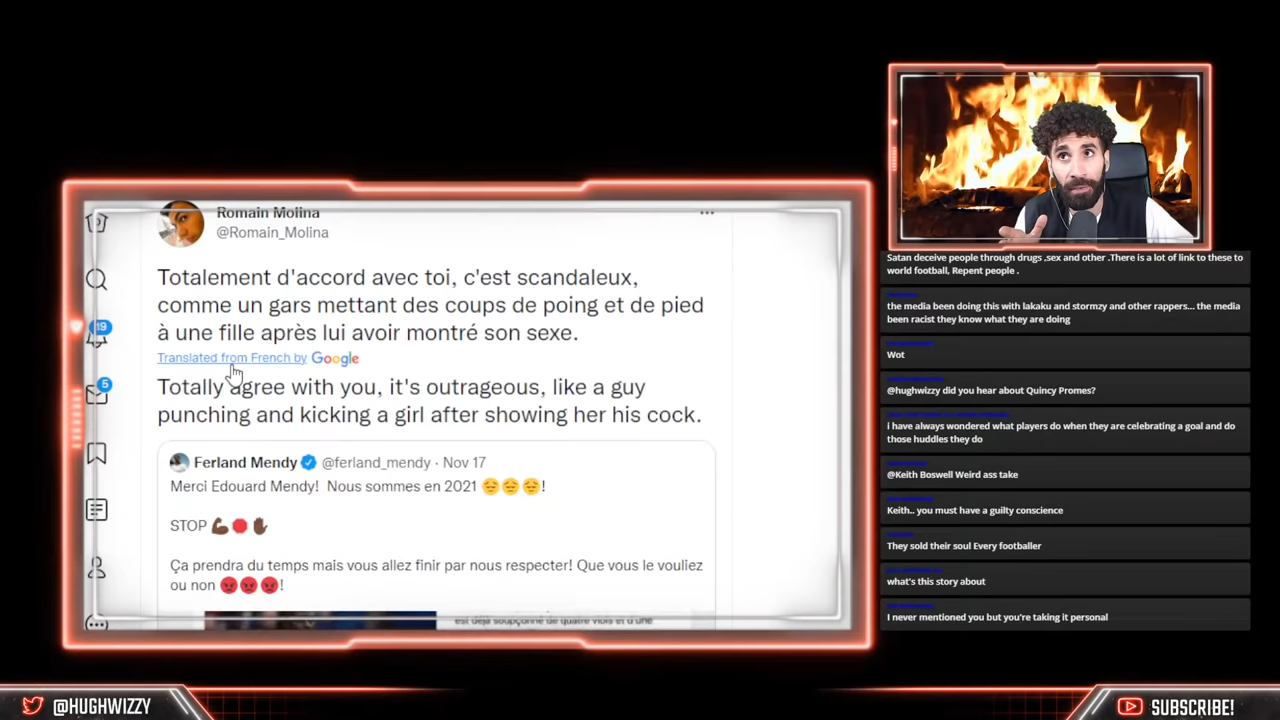 Romain Molina
@Romain_Molina
Totalement d'accord avec toi, c'est scandaleux,
comme un gars mettant des coups de poing et de pied
à une fille après lui avoir montré son sexe.
Translated from French by Google
Totally agree with you, it's outrageous, like a guy
punching and kicking a girl after showing her his cock.
19
5
Ferland Mendy @ferland_mendy · Nov 17
Merci Edouard Mendy! Nous sommes en 2021 😔😔😔!
STOP 💪🏿🛑✋🏿
Ça prendra du temps mais vous allez finir par nous respecter! Que vous le vouliez
ou non 😡😡😡!
est déjà soupçonné de quatre viols et d'une
Satan deceive people through drugs ,sex and other .There is a lot of link to these to
world football, Repent people .
the media been doing this with lakaku and stormzy and other rappers... the media
been racist they know what they are doing
Wot
@hughwizzy did you hear about Quincy Promes?
i have always wondered what players do when they are celebrating a goal and do
those huddles they do
@Keith Boswell Weird ass take
Keith.. you must have a guilty conscience
They sold their soul Every footballer
what's this story about
I never mentioned you but you're taking it personal
@HUGHWIZZY
SUBSCRIBE!